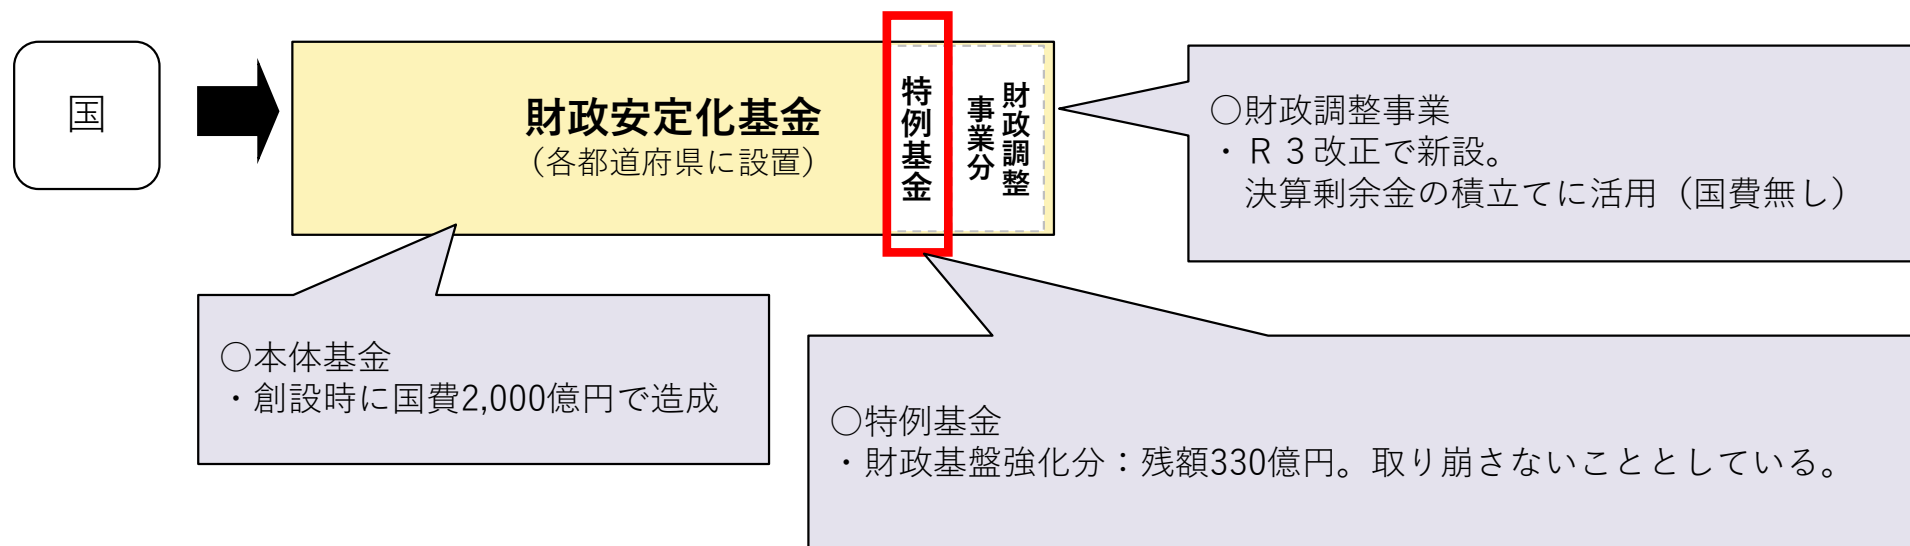 国
財政安定化基金
（各都道府県に設置）
特例基金
財政調整
事業分
○財政調整事業
・Ｒ３改正で新設。
決算剰余金の積立てに活用（国費無し）
○本体基金
・創設時に国費2,000億円で造成
○特例基金
・財政基盤強化分：残額330億円。取り崩さないこととしている。